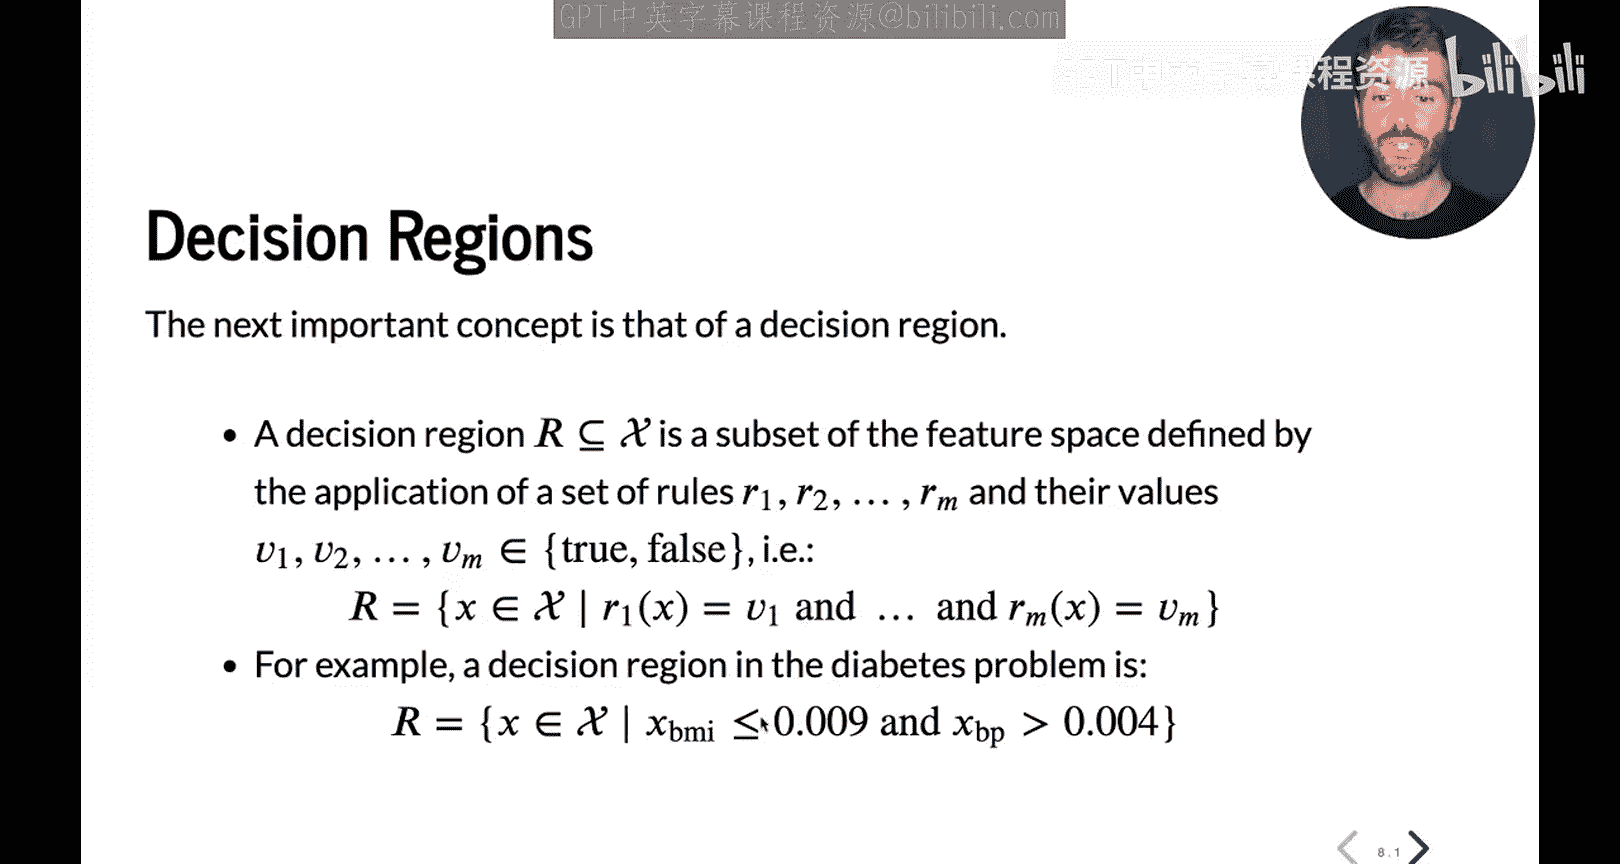 GPT中英字幕课程资源@bilibili.com
课程资源 bilibili
Decision Regions
The next important concept is that of a decision region.
• A decision region R ⊆ 𝒳 is a subset of the feature space defined by
the application of a set of rules r₁, r₂, … , rₘ and their values
v₁, v₂, … , vₘ ∈ {true, false}, i.e.:
R = {x ∈ 𝒳 | r₁(x) = v₁ and … and rₘ(x) = vₘ}
• For example, a decision region in the diabetes problem is:
R = {x ∈ 𝒳 | x_bmi ≤ 0.009 and x_bp > 0.004}
8.1